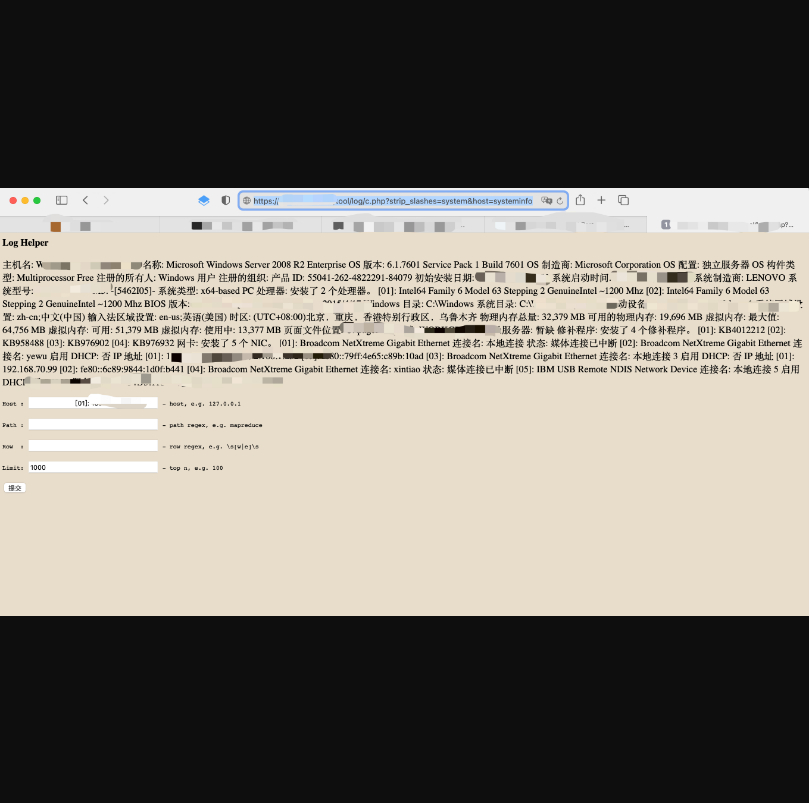 https:// .ool/log/c.php?strip_slashes=system&host=systeminfo
Log Helper
主机名: W 名称: Microsoft Windows Server 2008 R2 Enterprise OS 版本: 6.1.7601 Service Pack 1 Build 7601 OS 制造商: Microsoft Corporation OS 配置: 独立服务器 OS 构件类
型: Multiprocessor Free 注册的所有人: Windows 用户 注册的组织: 产品 ID: 55041-262-4822291-84079 初始安装日期: 系统启动时间: 系统制造商: LENOVO 系
统型号: -[5462I05]- 系统类型: x64-based PC 处理器: 安装了 2 个处理器。 [01]: Intel64 Family 6 Model 63 Stepping 2 GenuineIntel ~1200 Mhz [02]: Intel64 Family 6 Model 63
Stepping 2 GenuineIntel ~1200 Mhz BIOS 版本: Windows 目录: C:\Windows 系统目录: C:\ 动设备
置: zh-cn;中文(中国) 输入法区域设置: en-us;英语(美国) 时区: (UTC+08:00)北京，重庆，香港特别行政区，乌鲁木齐 物理内存总量: 32,379 MB 可用的物理内存: 19,696 MB 虚拟内存: 最大值:
64,756 MB 虚拟内存: 可用: 51,379 MB 虚拟内存: 使用中: 13,377 MB 页面文件位置 服务器: 暂缺 修补程序: 安装了 4 个修补程序。 [01]: KB4012212 [02]:
KB958488 [03]: KB976902 [04]: KB976932 网卡: 安装了 5 个 NIC。 [01]: Broadcom NetXtreme Gigabit Ethernet 连接名: 本地连接 状态: 媒体连接已中断 [02]: Broadcom NetXtreme Gigabit Ethernet 连
接名: yewu 启用 DHCP: 否 IP 地址 [01]: 1 80::79ff:4e65:c89b:10ad [03]: Broadcom NetXtreme Gigabit Ethernet 连接名: 本地连接 3 启用 DHCP: 否 IP 地址 [01]:
192.168.70.99 [02]: fe80::6c89:9844:1d0f:b441 [04]: Broadcom NetXtreme Gigabit Ethernet 连接名: xintiao 状态: 媒体连接已中断 [05]: IBM USB Remote NDIS Network Device 连接名: 本地连接 5 启用
DHCP
Host : [01]: - host, e.g. 127.0.0.1
Path : - path regex, e.g. mapreduce
Row : - row regex, e.g. \s[w|e]\s
Limit: 1000 - top n, e.g. 100
提交